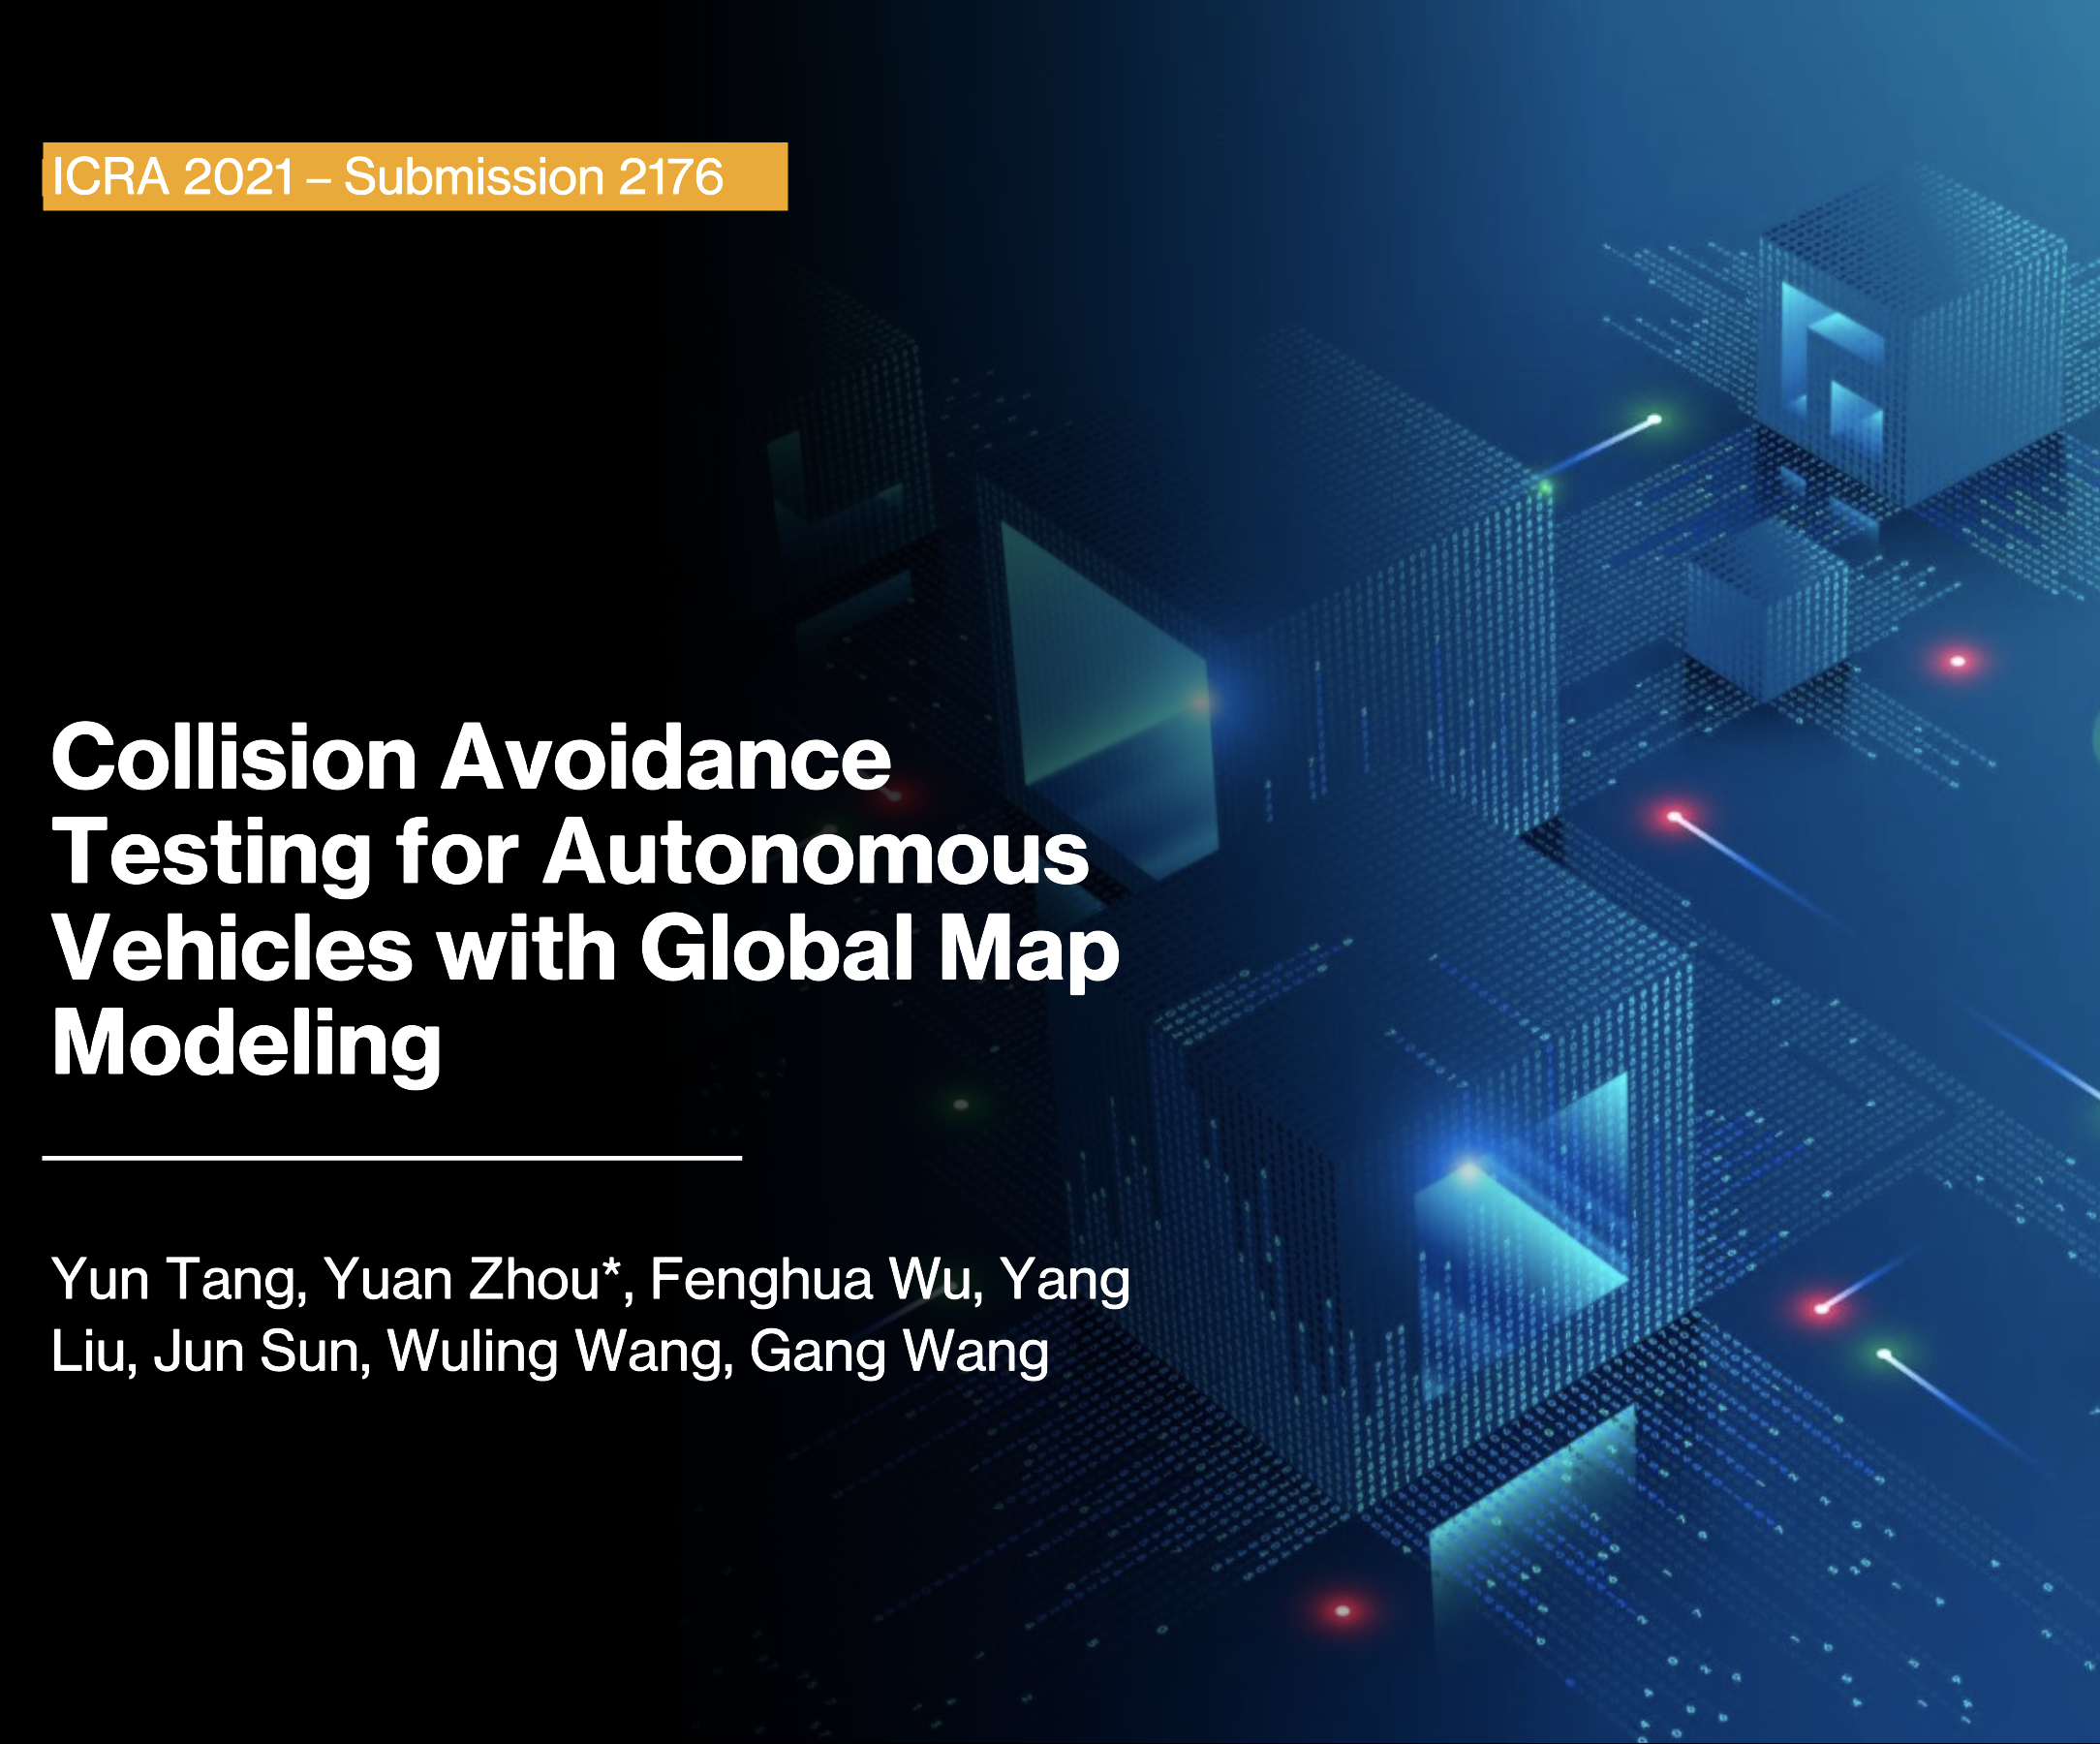 ICRA 2021 – Submission 2176
Collision Avoidance
Testing for Autonomous
Vehicles with Global Map
Modeling
Yun Tang, Yuan Zhou*, Fenghua Wu, Yang
Liu, Jun Sun, Wuling Wang, Gang Wang